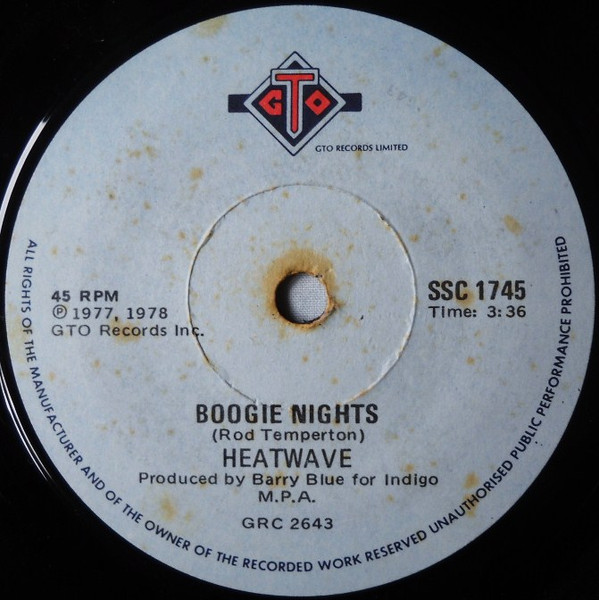 GTO
GTO RECORDS LIMITED
45 RPM
℗ 1977, 1978
GTO Records Inc.
SSC 1745
Time: 3:36
BOOGIE NIGHTS
(Rod Temperton)
HEATWAVE
Produced by Barry Blue for Indigo
M.P.A.
GRC 2643
ALL RIGHTS OF THE MANUFACTURER AND OF THE OWNER OF THE RECORDED WORK RESERVED UNAUTHORISED PUBLIC PERFORMANCE PROHIBITED